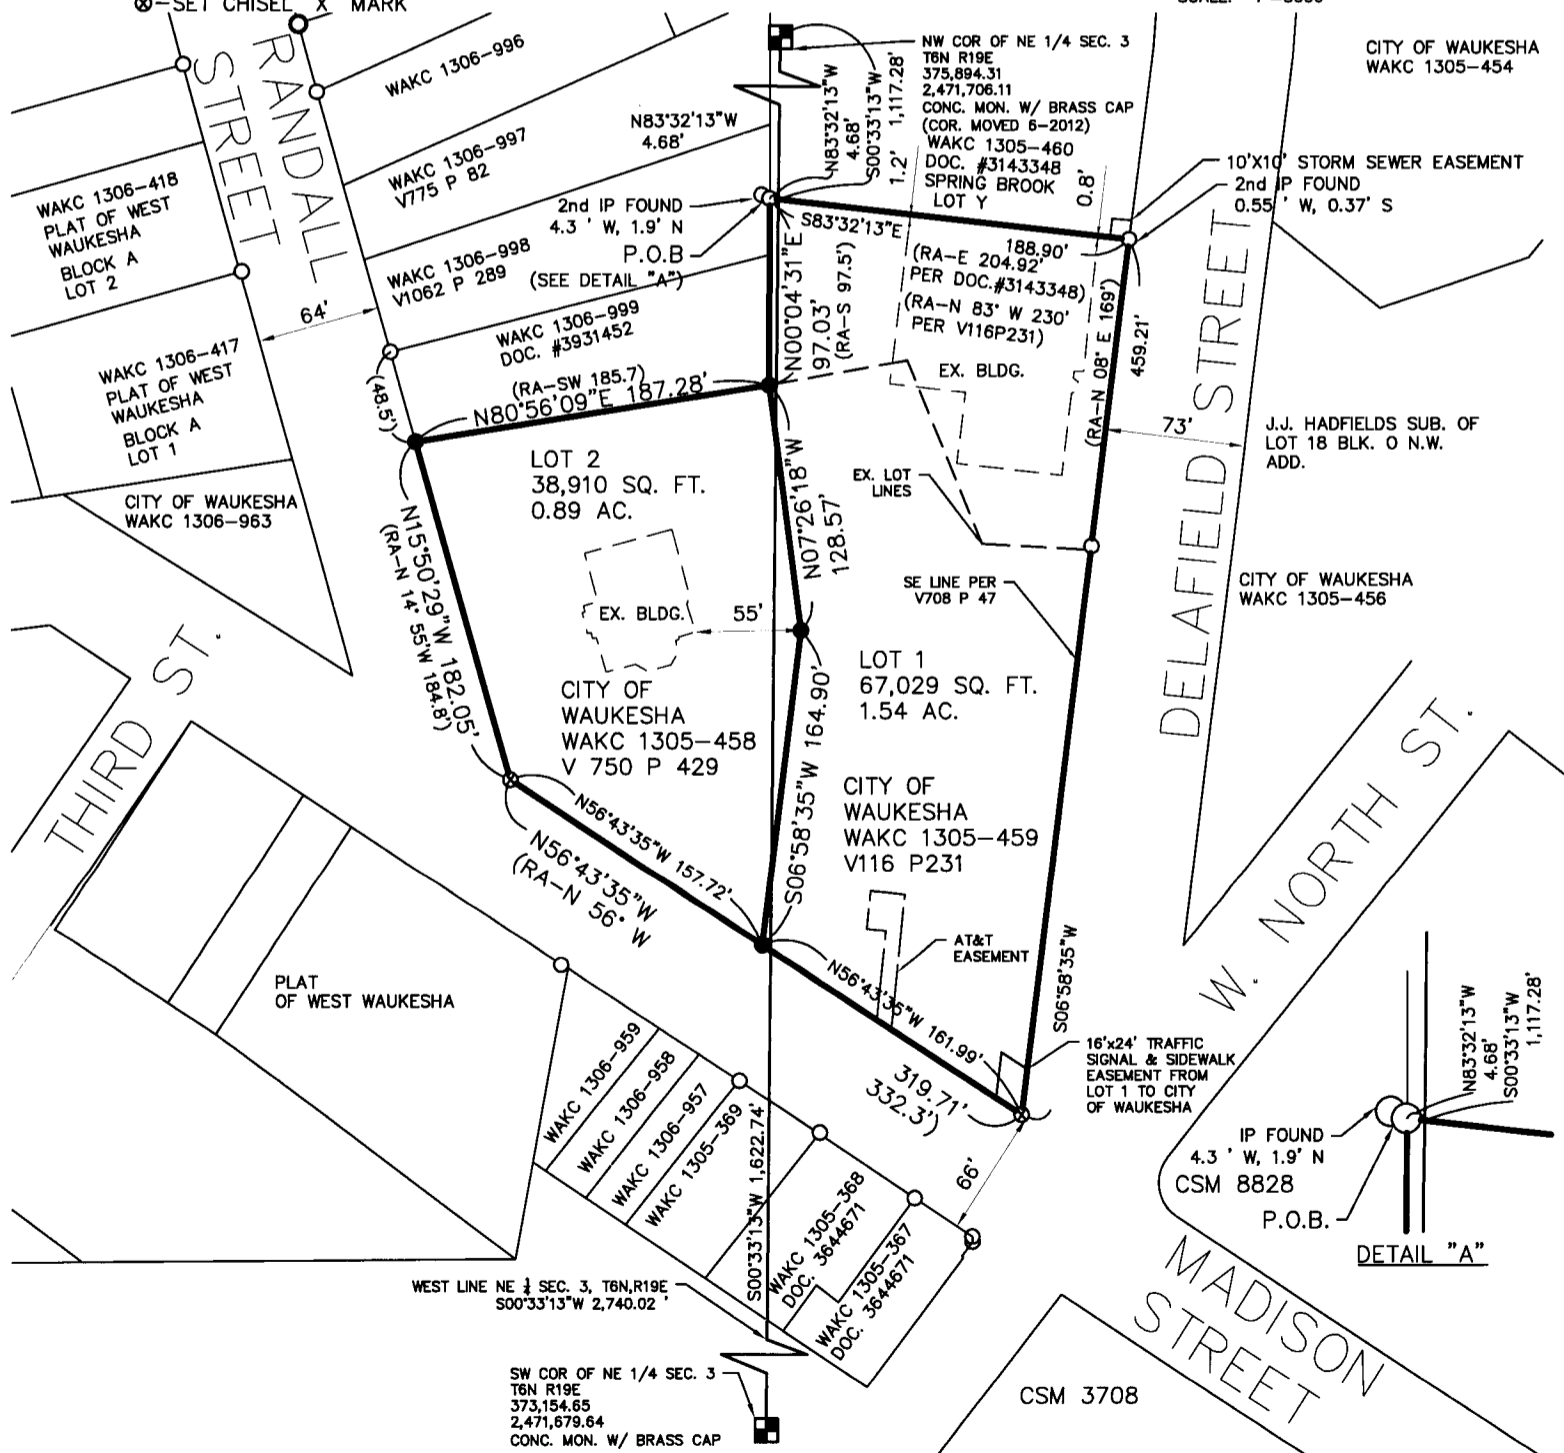 ⊗-SET CHISEL "X" MARK
CITY OF WAUKESHA
WAKC 1305-454
NW COR OF NE 1/4 SEC. 3
T6N R19E
375,894.31
2,471,706.11
CONC. MON. W/ BRASS CAP
(COR. MOVED 6-2012)
WAKC 1305-460
DOC. #3143348
SPRING BROOK
LOT Y
RANDALL
STREET
WAKC 1306-996
WAKC 1306-997
V775 P 82
WAKC 1306-998
V1062 P 289
WAKC 1306-999
DOC. #3931452
WAKC 1306-418
PLAT OF WEST
WAUKESHA
BLOCK A
LOT 2
WAKC 1306-417
PLAT OF WEST
WAUKESHA
BLOCK A
LOT 1
CITY OF WAUKESHA
WAKC 1306-963
64'
(48.5')
N83°32'13"W
4.68'
N83°32'13"W
4.68'
S00°33'13"W
1,117.28'
1.2'
0.8'
2nd IP FOUND
4.3 ' W, 1.9' N
P.O.B
(SEE DETAIL "A")
10'X10' STORM SEWER EASEMENT
2nd IP FOUND
0.55 ' W, 0.37' S
S83°32'13"E
188.90'
(RA-E 204.92'
PER DOC.#3143348)
(RA-N 83° W 230'
PER V116P231)
EX. BLDG.
N00°04'31"E
97.03'
(RA-S 97.5')
(RA-SW 185.7)
N80°56'09"E 187.28'
(RA-N 08° E 169')
459.21'
73'
DELAFIELD STREET
J.J. HADFIELDS SUB. OF
LOT 18 BLK. O N.W.
ADD.
EX. LOT
LINES
SE LINE PER
V708 P 47
CITY OF WAUKESHA
WAKC 1305-456
LOT 2
38,910 SQ. FT.
0.89 AC.
N07°26'18"W
128.57'
EX. BLDG.
55'
N15°50'29"W 182.05'
(RA-N 14° 55'W 184.8')
CITY OF
WAUKESHA
WAKC 1305-458
V 750 P 429
LOT 1
67,029 SQ. FT.
1.54 AC.
S06°58'35"W 164.90'
CITY OF
WAUKESHA
WAKC 1305-459
V116 P231
THIRD ST.
N56°43'35"W 157.72'
N56°43'35"W
(RA-N 56° W
AT&T
EASEMENT
N56°43'35"W 161.99'
319.71'
332.3')
S06°58'35"W
W. NORTH ST.
16'x24' TRAFFIC
SIGNAL & SIDEWALK
EASEMENT FROM
LOT 1 TO CITY
OF WAUKESHA
66'
PLAT
OF WEST WAUKESHA
WAKC 1306-959
WAKC 1306-958
WAKC 1306-957
WAKC 1305-369
S00°33'13"W 1,622.74'
WAKC 1305-368
DOC. 3644671
WAKC 1305-367
DOC. 3644671
N83°32'13"W
4.68'
S00°33'13"W
1,117.28'
IP FOUND
4.3 ' W, 1.9' N
CSM 8828
P.O.B.
DETAIL "A"
MADISON
STREET
CSM 3708
WEST LINE NE ¼ SEC. 3, T6N,R19E
S00°33'13"W 2,740.02 '
SW COR OF NE 1/4 SEC. 3
T6N R19E
373,154.65
2,471,679.64
CONC. MON. W/ BRASS CAP